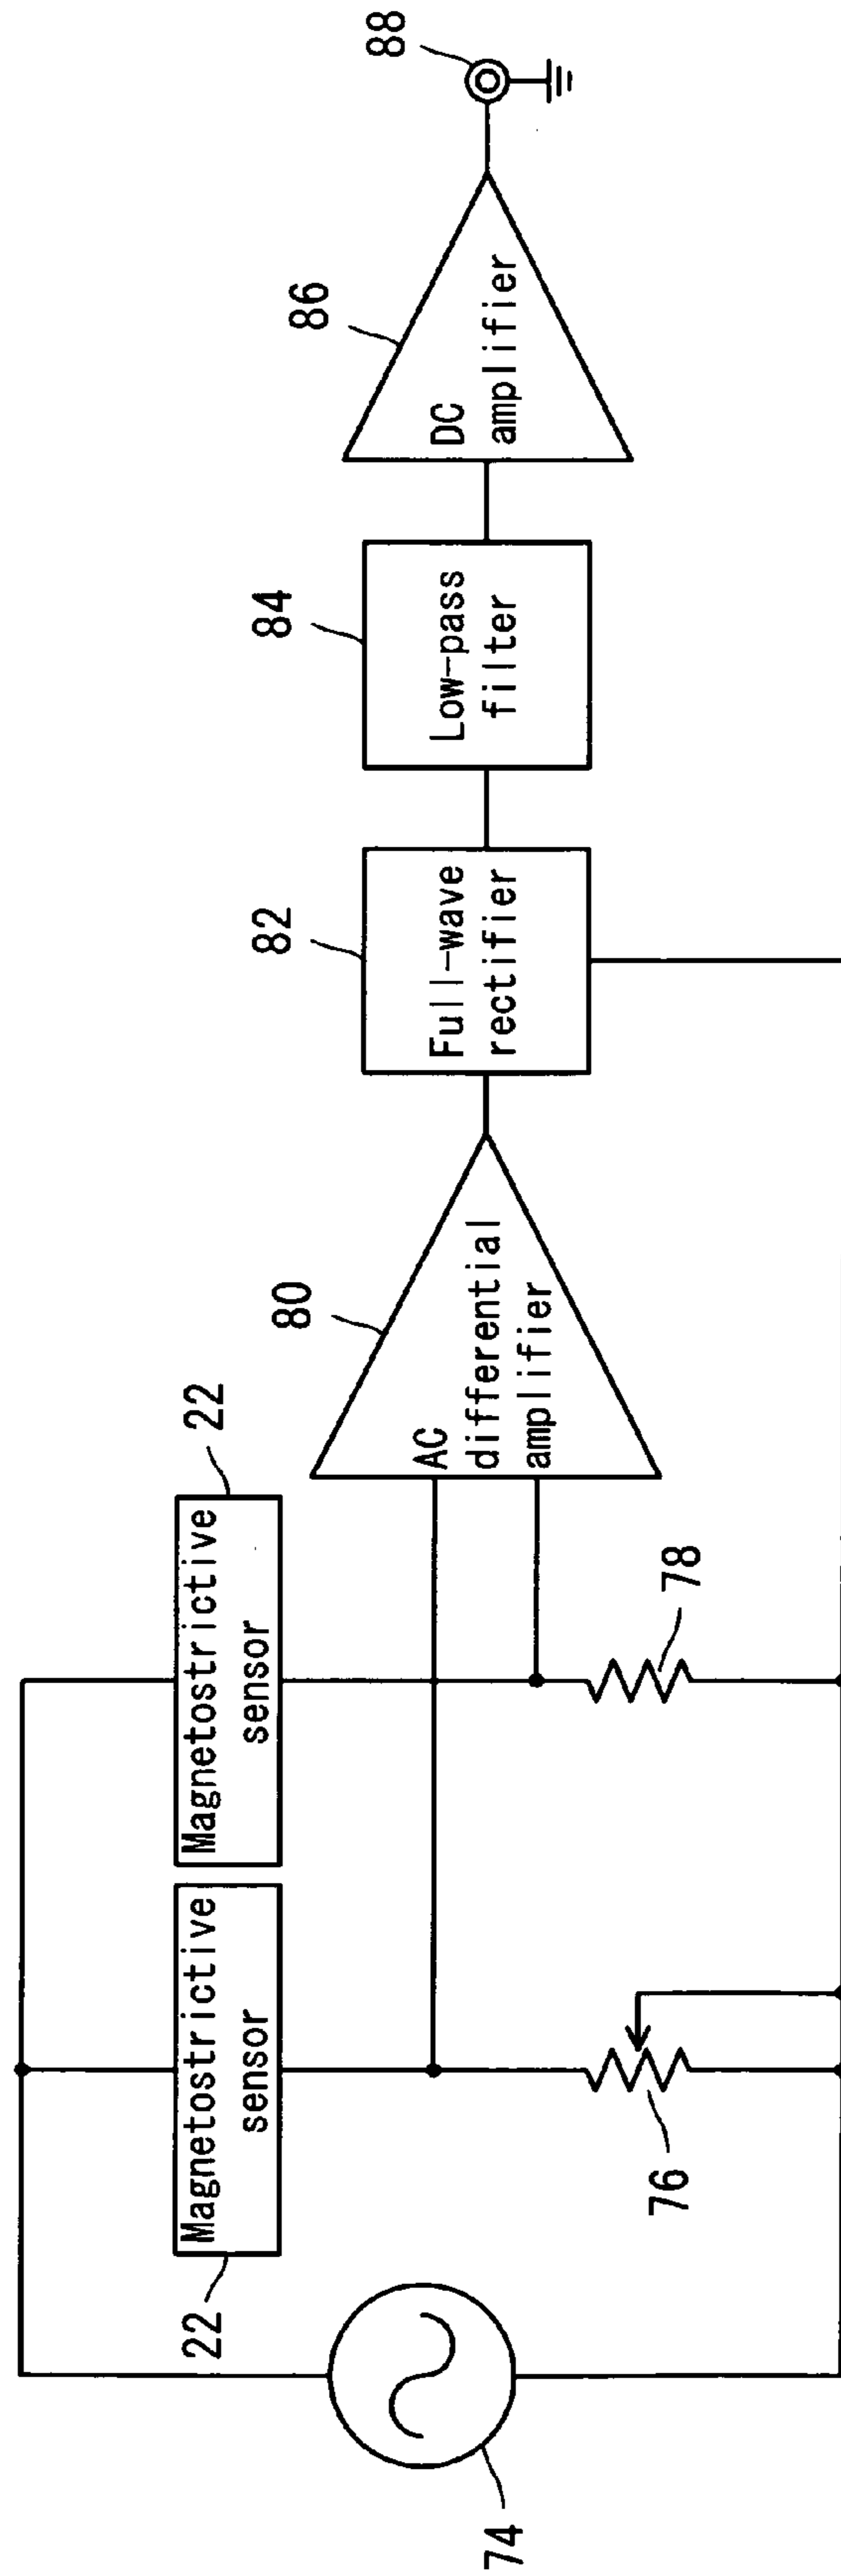 74
22
Magnetostrictive
sensor
22
Magnetostrictive
sensor
76
78
80
AC
differential
amplifier
82
Full-wave
rectifier
84
Low-pass
filter
86
DC
amplifier
88